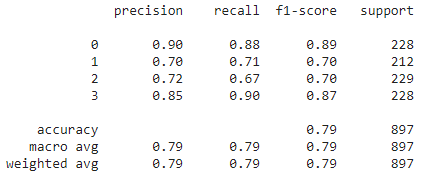 precision recall f1-score support
0 0.90 0.88 0.89 228
1 0.70 0.71 0.70 212
2 0.72 0.67 0.70 229
3 0.85 0.90 0.87 228
accuracy 0.79 897
macro avg 0.79 0.79 0.79 897
weighted avg 0.79 0.79 0.79 897